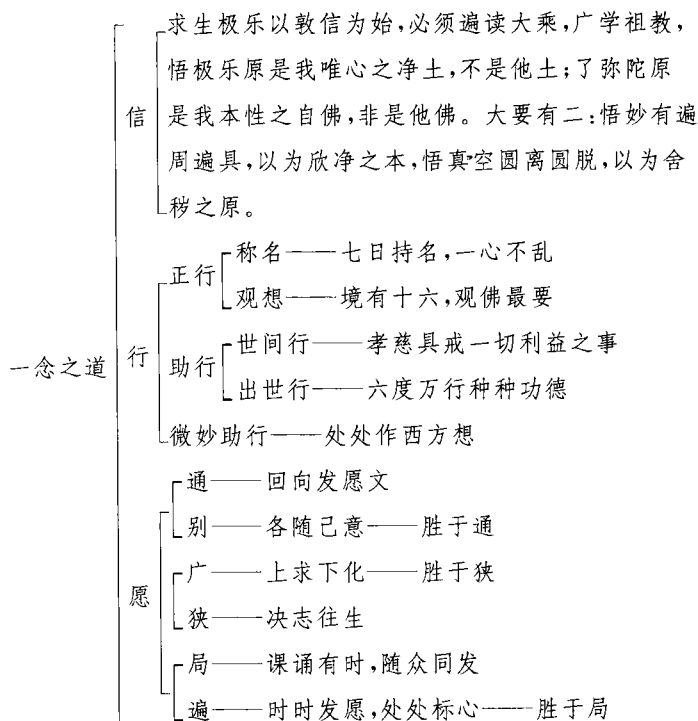 求生极乐以敦信为始,必须遍读大乘,广学祖教,
悟极乐原是我唯心之净土,不是他土;了弥陀原
信 是我本性之自佛,非是他佛。大要有二:悟妙有遍
周遍具,以为欣净之本,悟真空圆离圆脱,以为舍
秽之原。
称名——七日持名,一心不乱
正行
观想——境有十六,观佛最要
世间行——孝慈具戒一切利益之事
一念之道 行 助行
出世行——六度万行种种功德
微妙助行——处处作西方想
通——回向发愿文
别——各随己意——胜于通
广——上求下化——胜于狭
愿
狭——决志往生
局——课诵有时,随众同发
遍——时时发愿,处处标心——胜于局